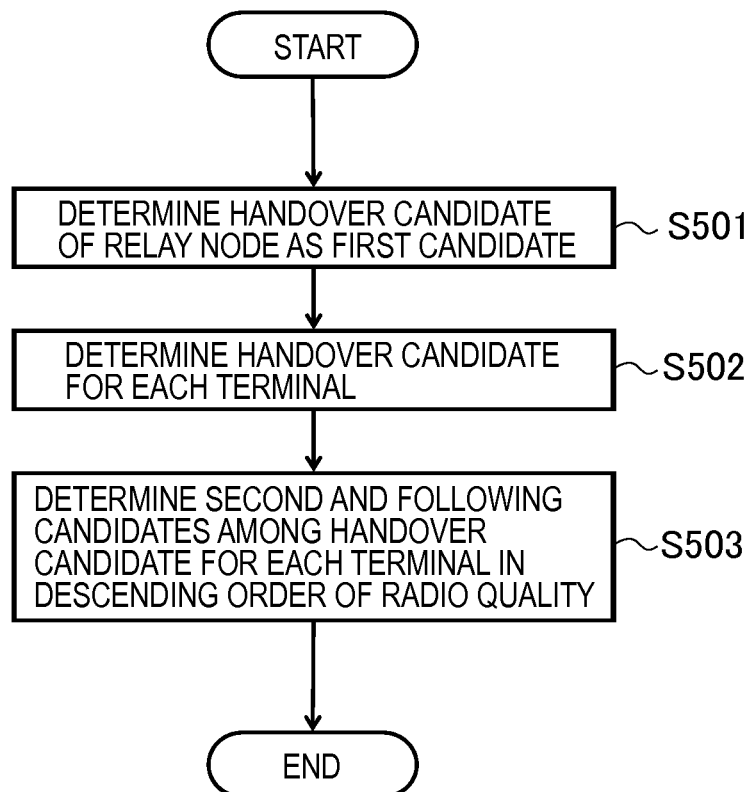 START
DETERMINE HANDOVER CANDIDATE
OF RELAY NODE AS FIRST CANDIDATE
S501
DETERMINE HANDOVER CANDIDATE
FOR EACH TERMINAL
S502
DETERMINE SECOND AND FOLLOWING
CANDIDATES AMONG HANDOVER
CANDIDATE FOR EACH TERMINAL IN
DESCENDING ORDER OF RADIO QUALITY
S503
END